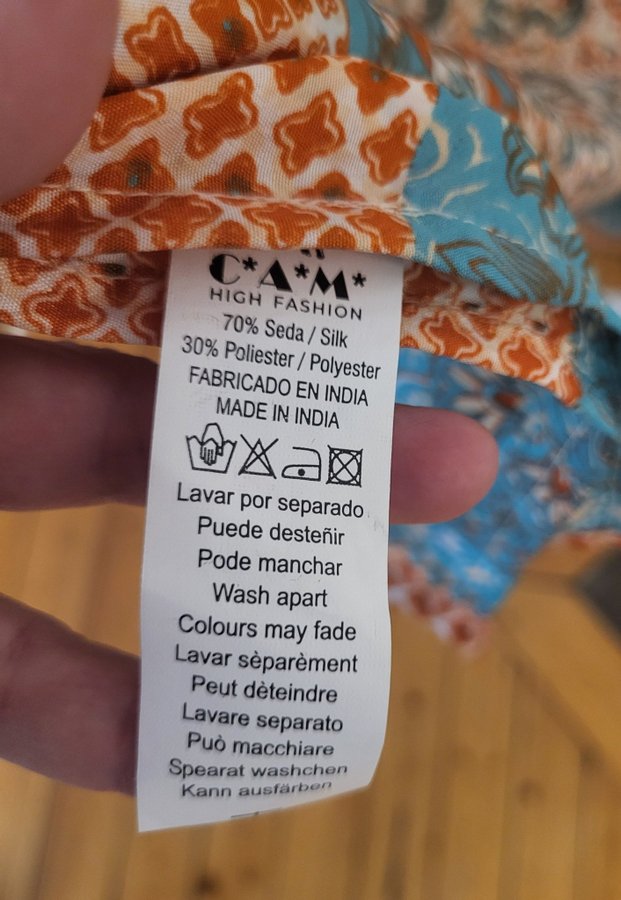 C*A*M*
HIGH FASHION
70% Seda / Silk
30% Poliester / Polyester
FABRICADO EN INDIA
MADE IN INDIA
Lavar por separado
Puede desteñir
Pode manchar
Wash apart
Colours may fade
Lavar sèparèment
Peut dèteindre
Lavare separato
Può macchiare
Spearat washchen
Kann ausfärben